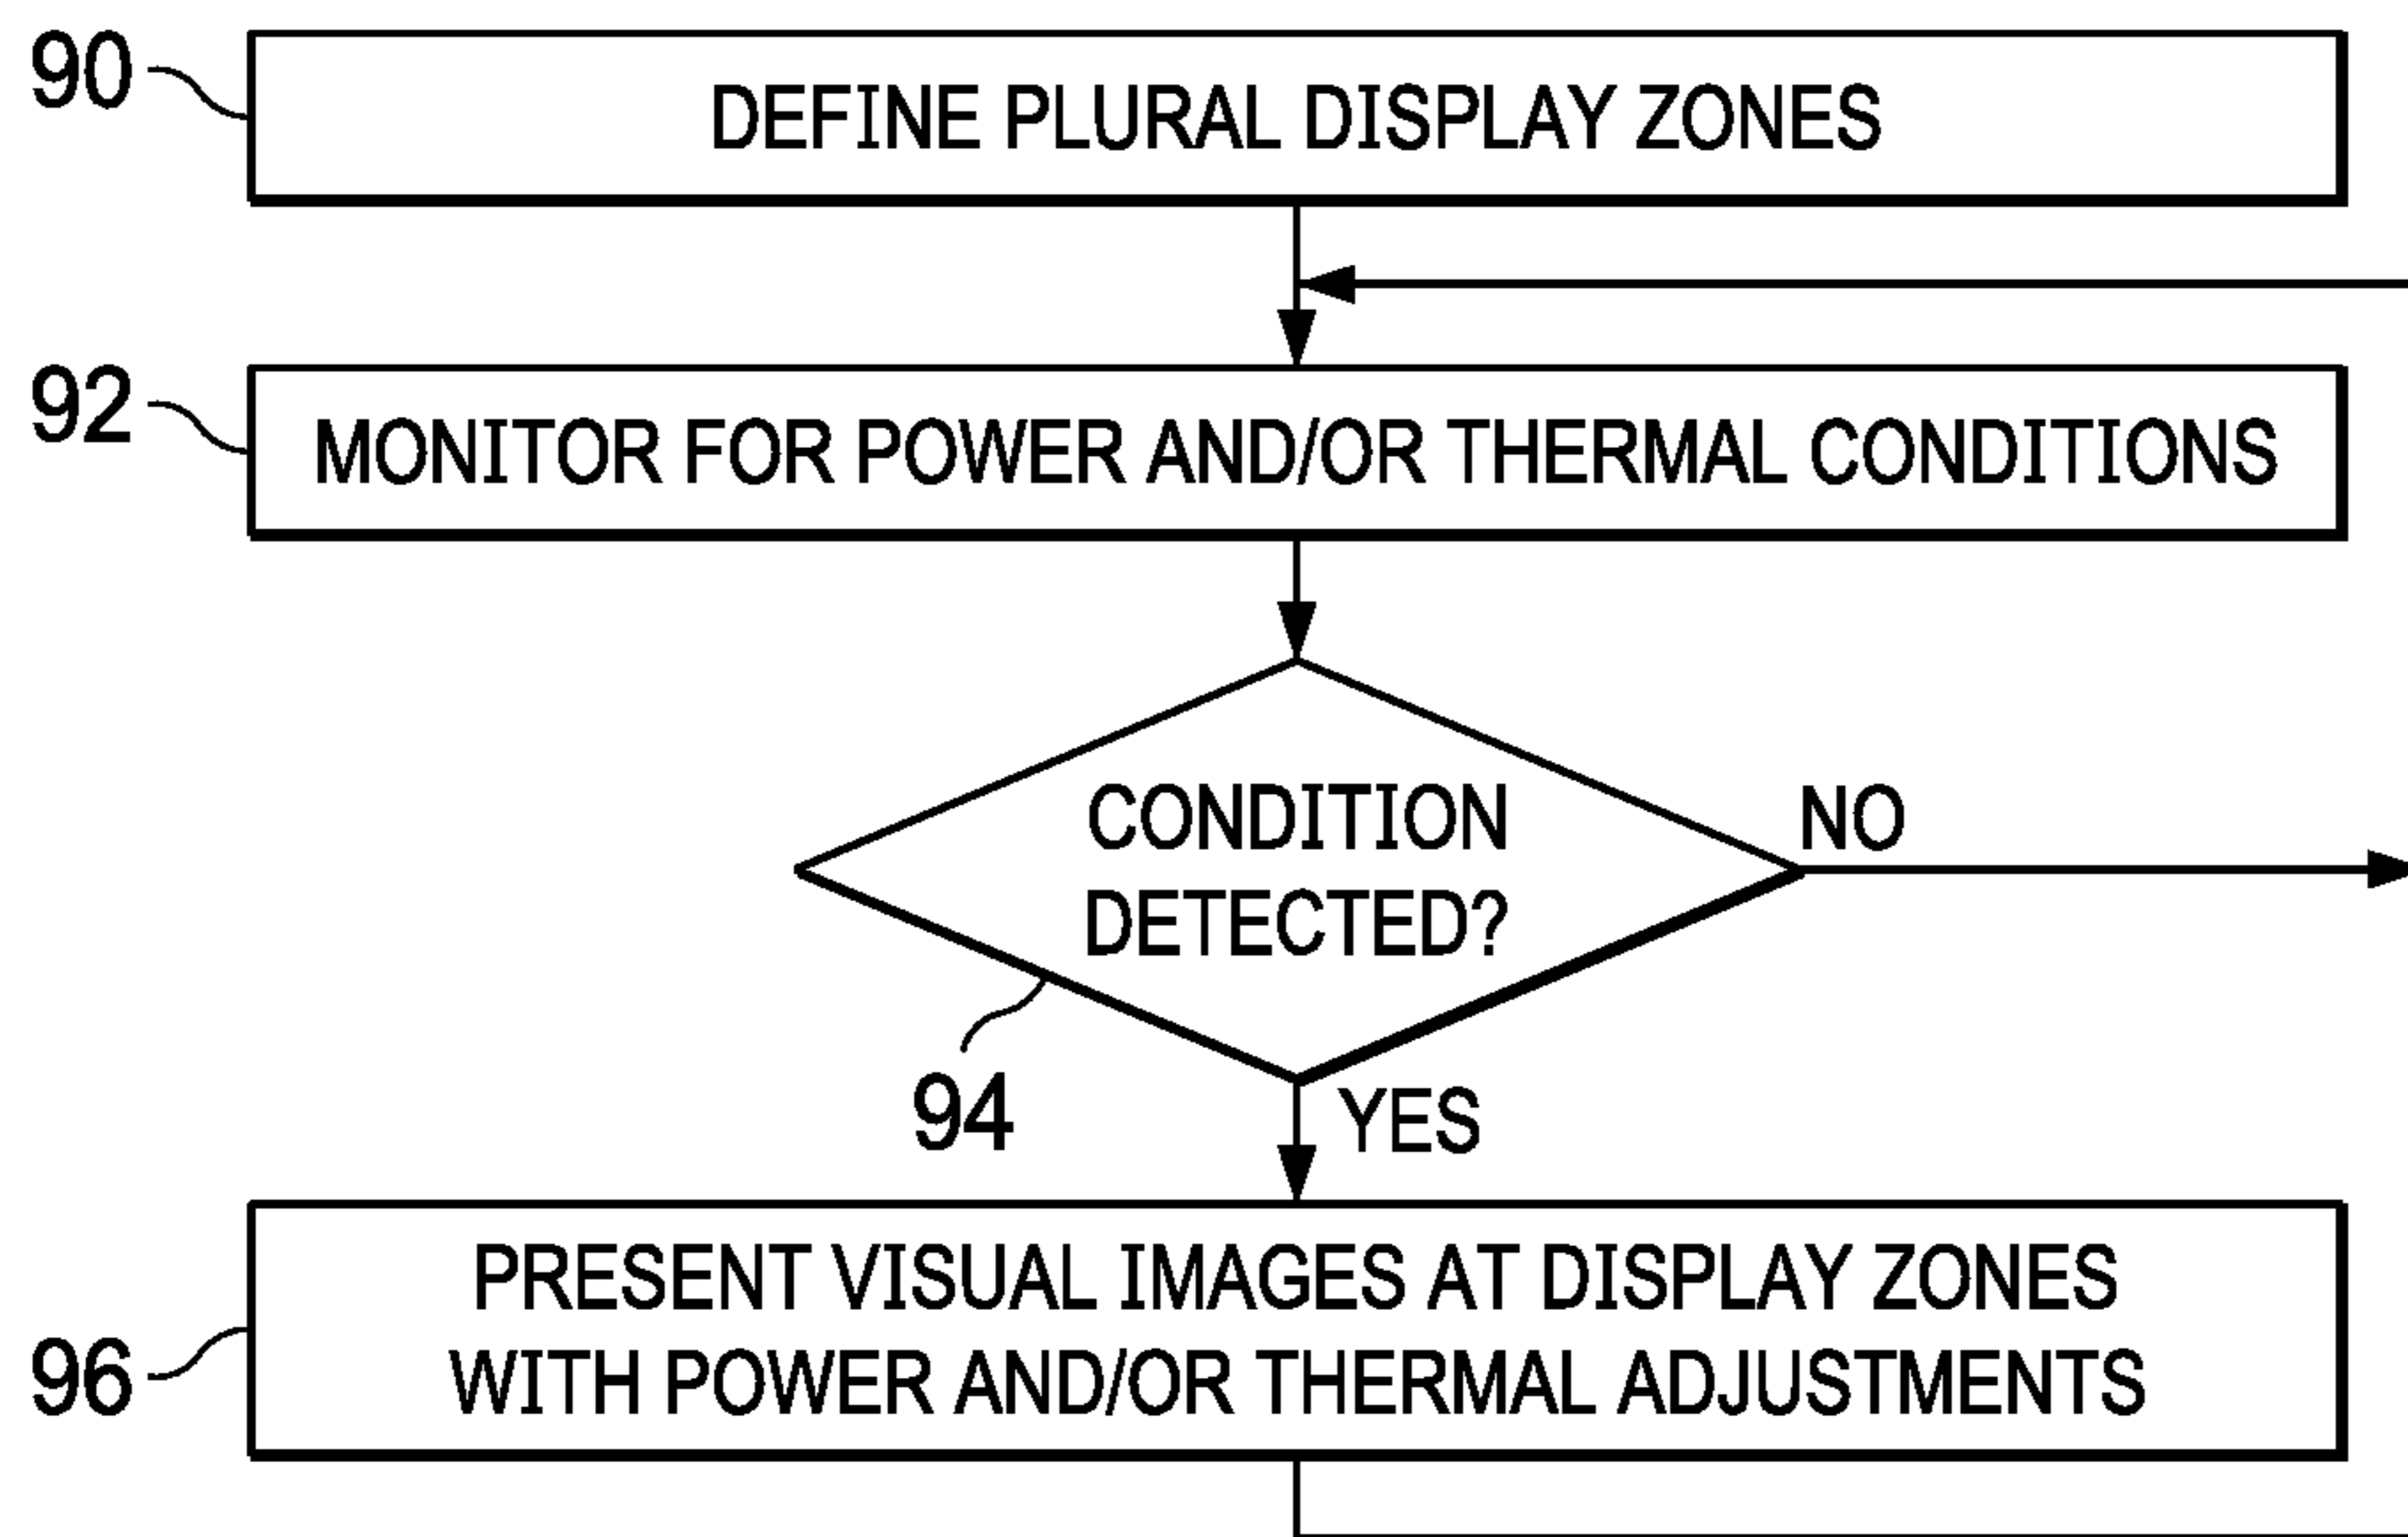 90
DEFINE PLURAL DISPLAY ZONES
92
MONITOR FOR POWER AND/OR THERMAL CONDITIONS
CONDITION
DETECTED?
NO
94
YES
PRESENT VISUAL IMAGES AT DISPLAY ZONES
WITH POWER AND/OR THERMAL ADJUSTMENTS
96